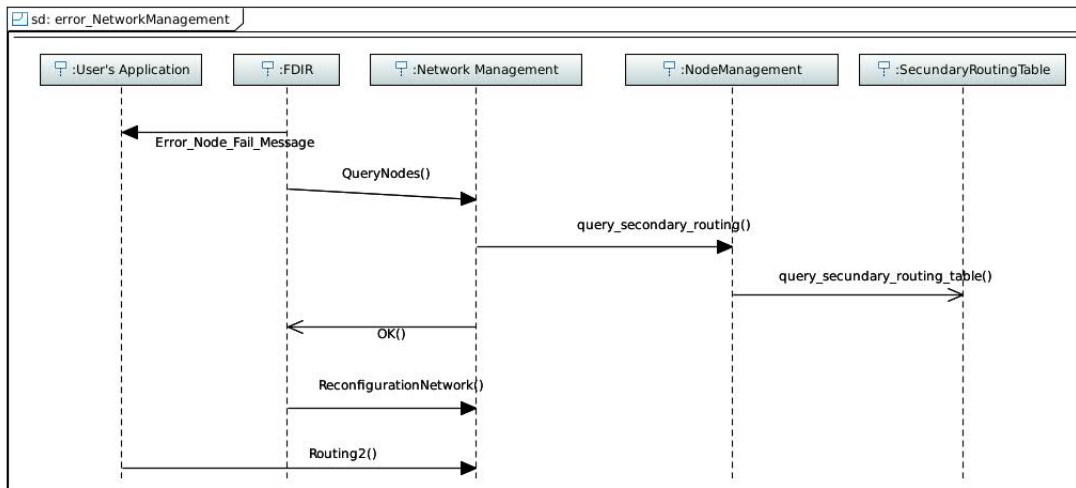 sd: error_NetworkManagement
:User's Application :FDIR :Network Management :NodeManagement :SecundaryRoutingTable
Error_Node_Fail_Message
QueryNodes()
query_secondary_routing()
query_secundary_routing_table()
OK()
ReconfigurationNetwork()
Routing2()